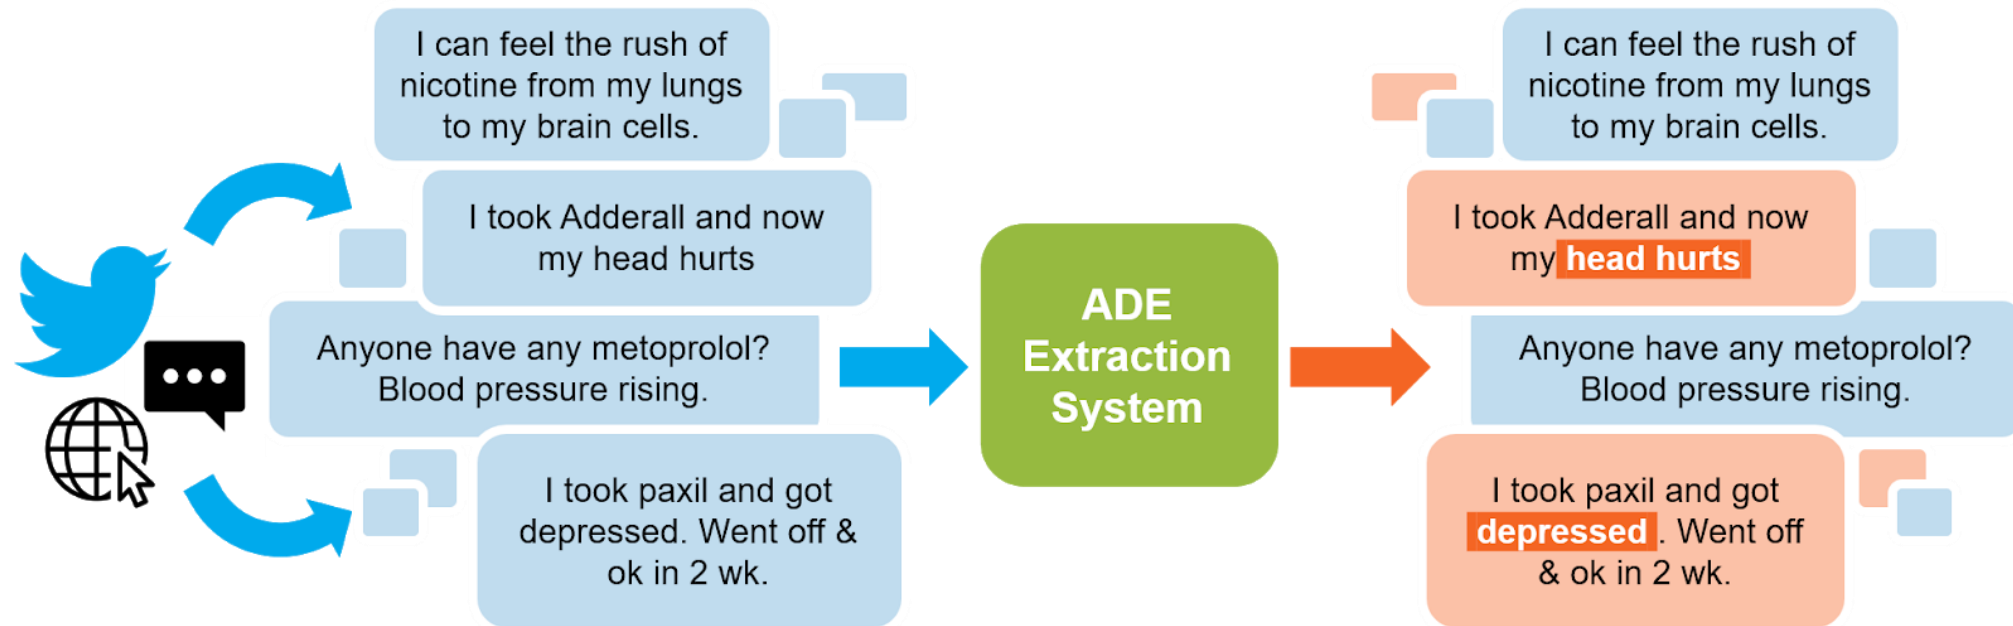 I can feel the rush of
nicotine from my lungs
to my brain cells.
I took Adderall and now
my head hurts
Anyone have any metoprolol?
Blood pressure rising.
I took paxil and got
depressed. Went off &
ok in 2 wk.
ADE
Extraction
System
I can feel the rush of
nicotine from my lungs
to my brain cells.
I took Adderall and now
my head hurts
Anyone have any metoprolol?
Blood pressure rising.
I took paxil and got
depressed . Went off
& ok in 2 wk.